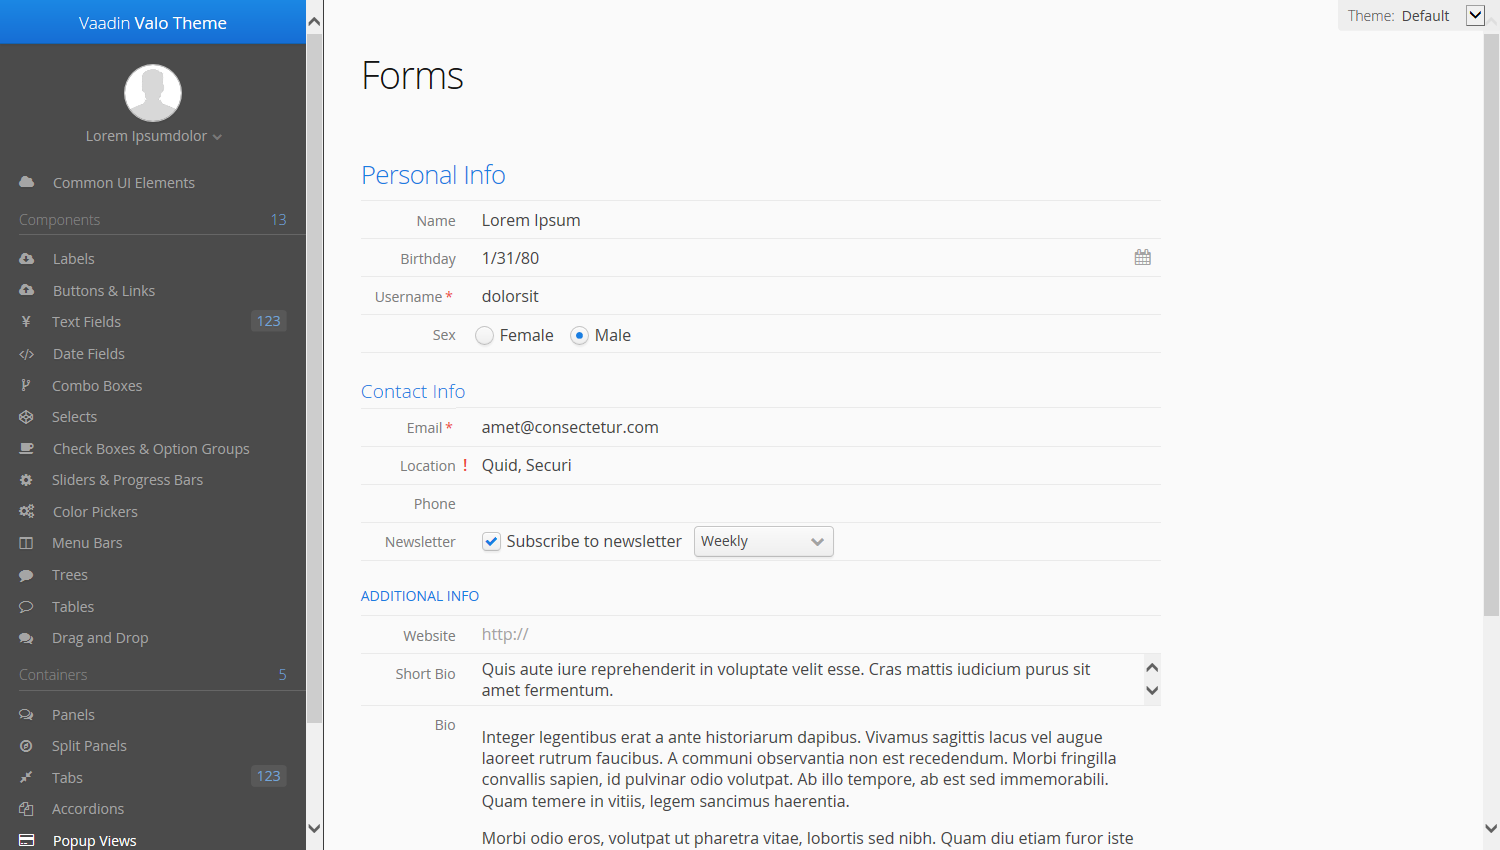 Vaadin Valo Theme
Lorem Ipsumdolor
Common UI Elements
Components 13
Labels
Buttons & Links
Text Fields 123
Date Fields
Combo Boxes
Selects
Check Boxes & Option Groups
Sliders & Progress Bars
Color Pickers
Menu Bars
Trees
Tables
Drag and Drop
Containers 5
Panels
Split Panels
Tabs 123
Accordions
Popup Views
Theme: Default
Forms
Personal Info
Name Lorem Ipsum
Birthday 1/31/80
Username * dolorsit
Sex Female Male
Contact Info
Email * amet@consectetur.com
Location ! Quid, Securi
Phone
Newsletter Subscribe to newsletter Weekly
ADDITIONAL INFO
Website http://
Short Bio Quis aute iure reprehenderit in voluptate velit esse. Cras mattis iudicium purus sit
amet fermentum.
Bio
Integer legentibus erat a ante historiarum dapibus. Vivamus sagittis lacus vel augue
laoreet rutrum faucibus. A communi observantia non est recedendum. Morbi fringilla
convallis sapien, id pulvinar odio volutpat. Ab illo tempore, ab est sed immemorabili.
Quam temere in vitiis, legem sancimus haerentia.
Morbi odio eros, volutpat ut pharetra vitae, lobortis sed nibh. Quam diu etiam furor iste